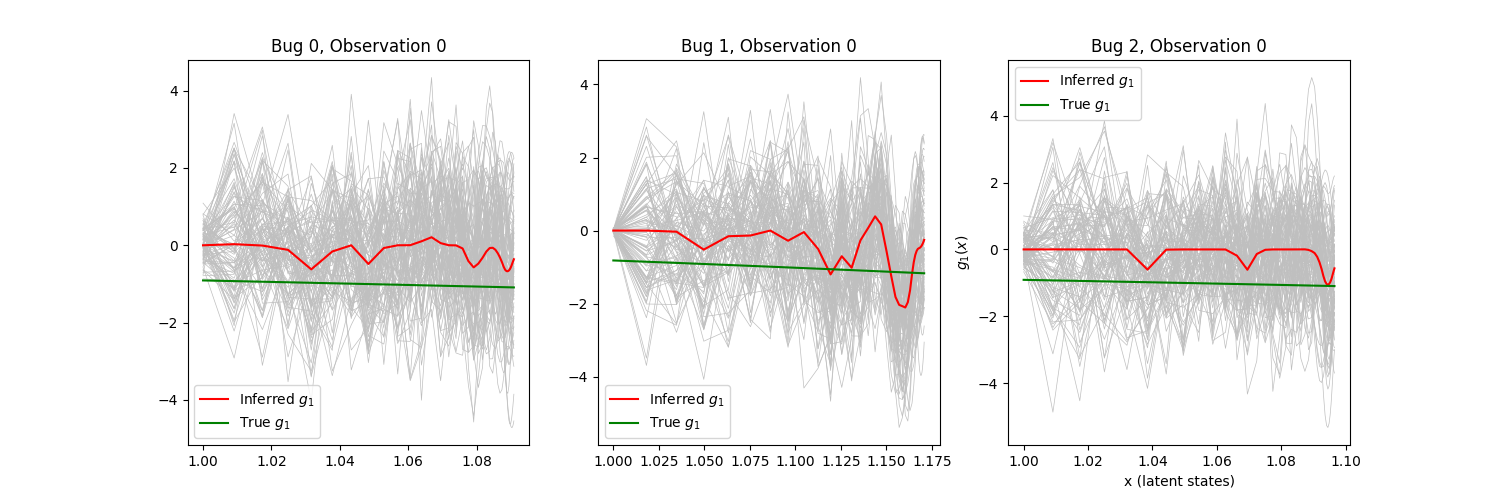 Bug 0, Observation 0
4
2
0
−2
−4
Inferred g₁
True g₁
1.00 1.02 1.04 1.06 1.08
Bug 1, Observation 0
4
2
0
−2
−4
Inferred g₁
True g₁
1.000 1.025 1.050 1.075 1.100 1.125 1.150 1.175
Bug 2, Observation 0
Inferred g₁
True g₁
g₁(x)
4
2
0
−2
−4
1.00 1.02 1.04 1.06 1.08 1.10
x (latent states)